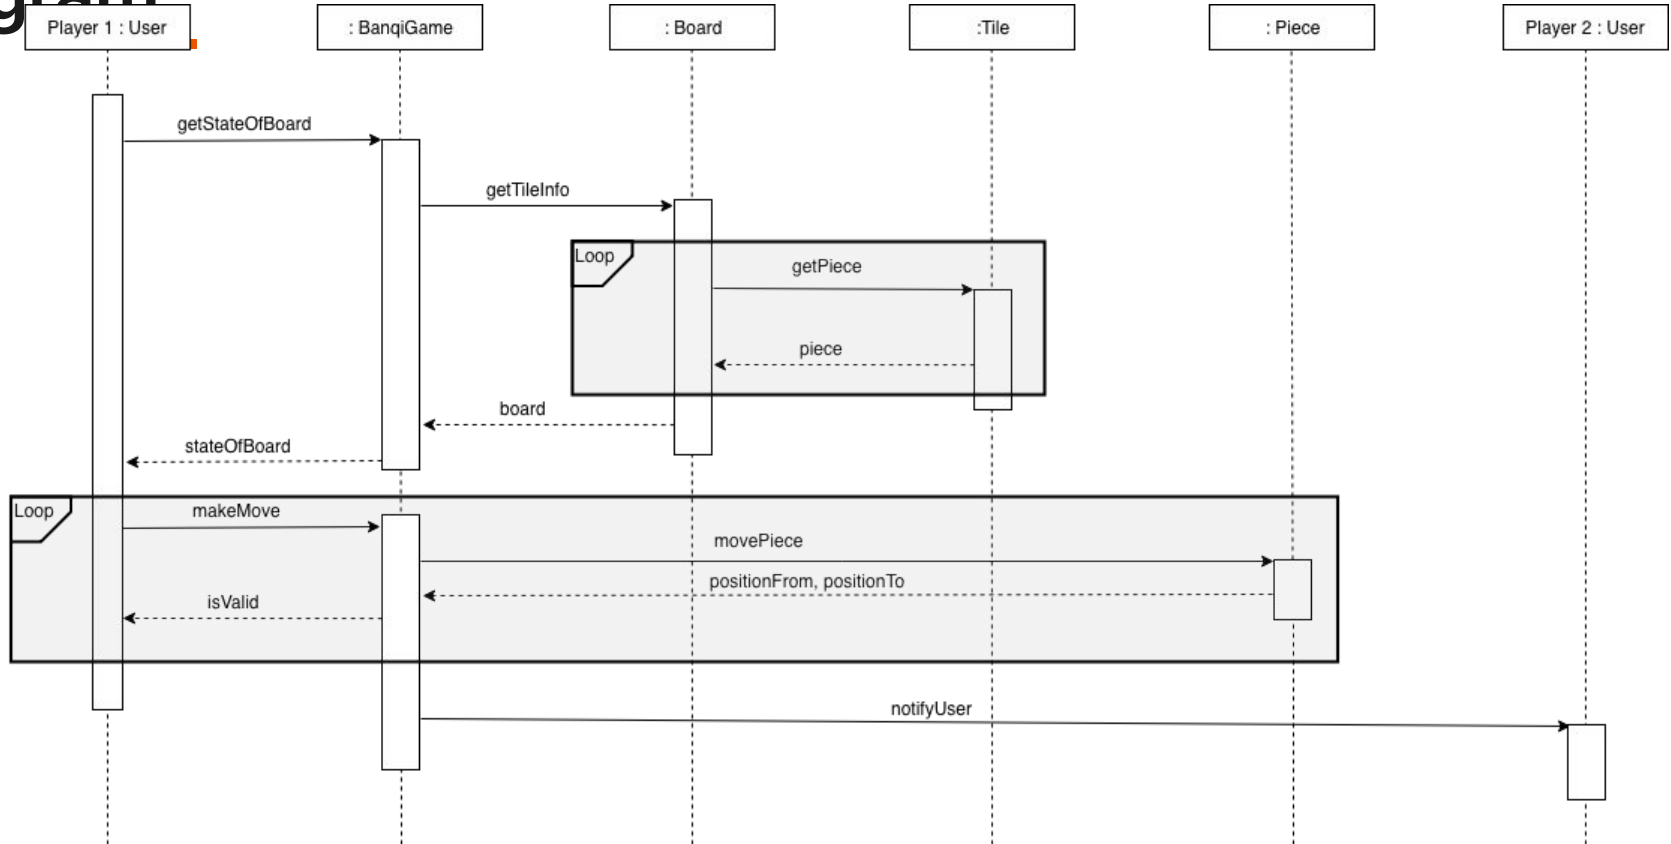 Player 1 : User
: BanqiGame
: Board
:Tile
: Piece
Player 2 : User
getStateOfBoard
getTileInfo
Loop
getPiece
piece
board
stateOfBoard
Loop
makeMove
movePiece
positionFrom, positionTo
isValid
notifyUser